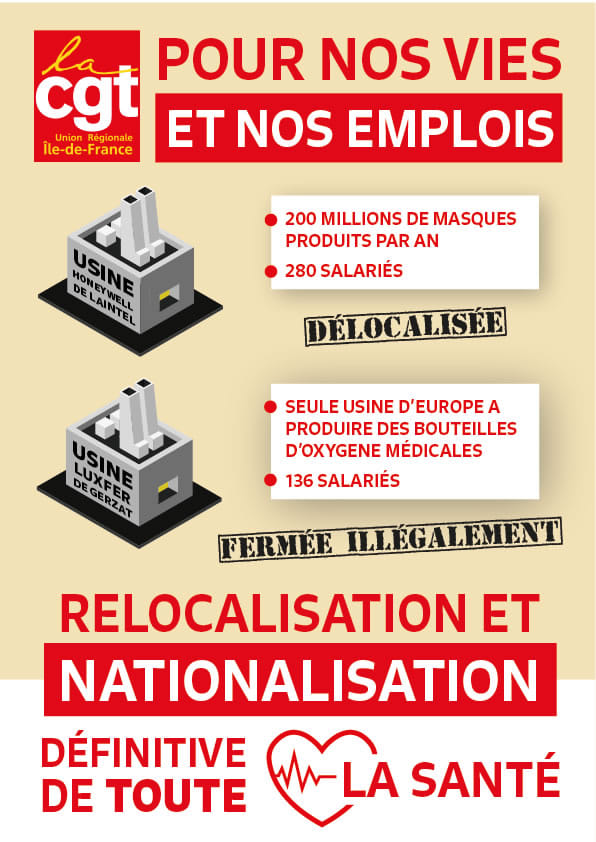 la
cgt
Union Régionale
Île-de-France
POUR NOS VIES
ET NOS EMPLOIS
USINE
HONEYWELL
DE LAINTEL
200 MILLIONS DE MASQUES
PRODUITS PAR AN
280 SALARIÉS
DÉLOCALISÉE
USINE
LUXFER
DE GERZAT
SEULE USINE D'EUROPE A
PRODUIRE DES BOUTEILLES
D'OXYGENE MÉDICALES
136 SALARIÉS
FERMÉE ILLÉGALEMENT
RELOCALISATION ET
NATIONALISATION
DÉFINITIVE
DE TOUTE
LA SANTÉ